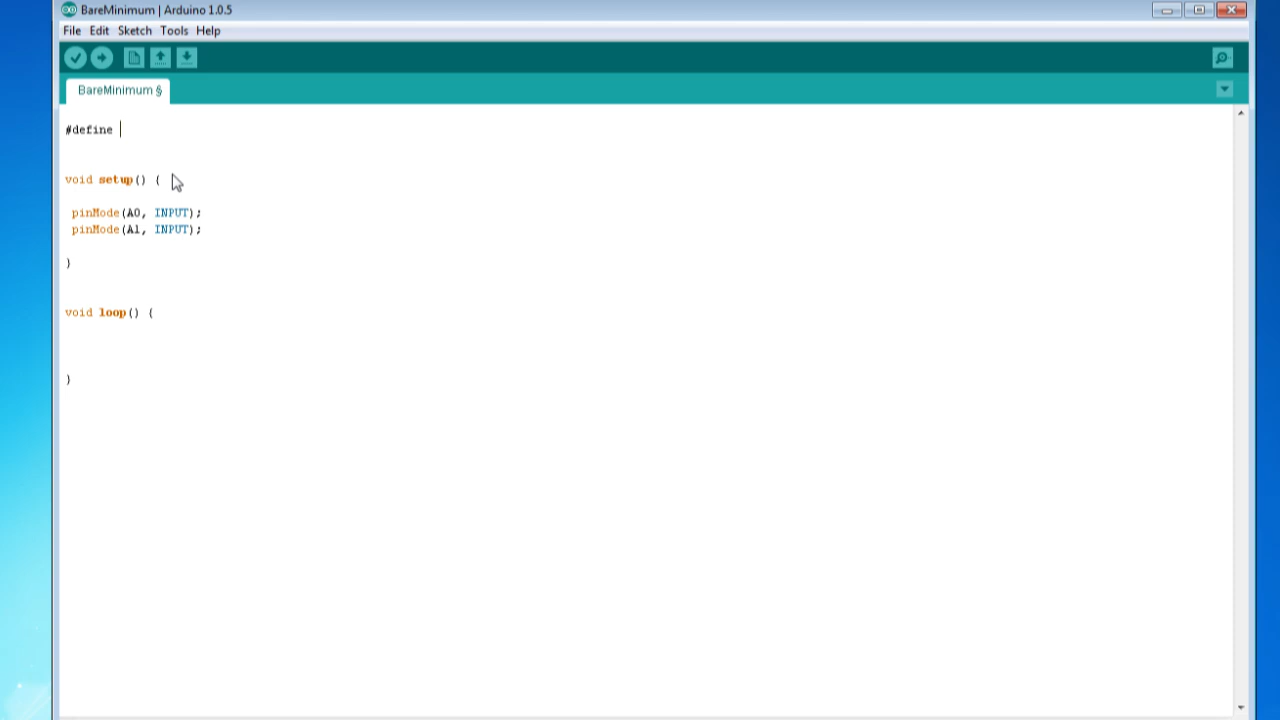 BareMinimum | Arduino 1.0.5
File Edit Sketch Tools Help
BareMinimum §
#define
void setup() {
pinMode(A0, INPUT);
pinMode(A1, INPUT);
}
void loop() {
}